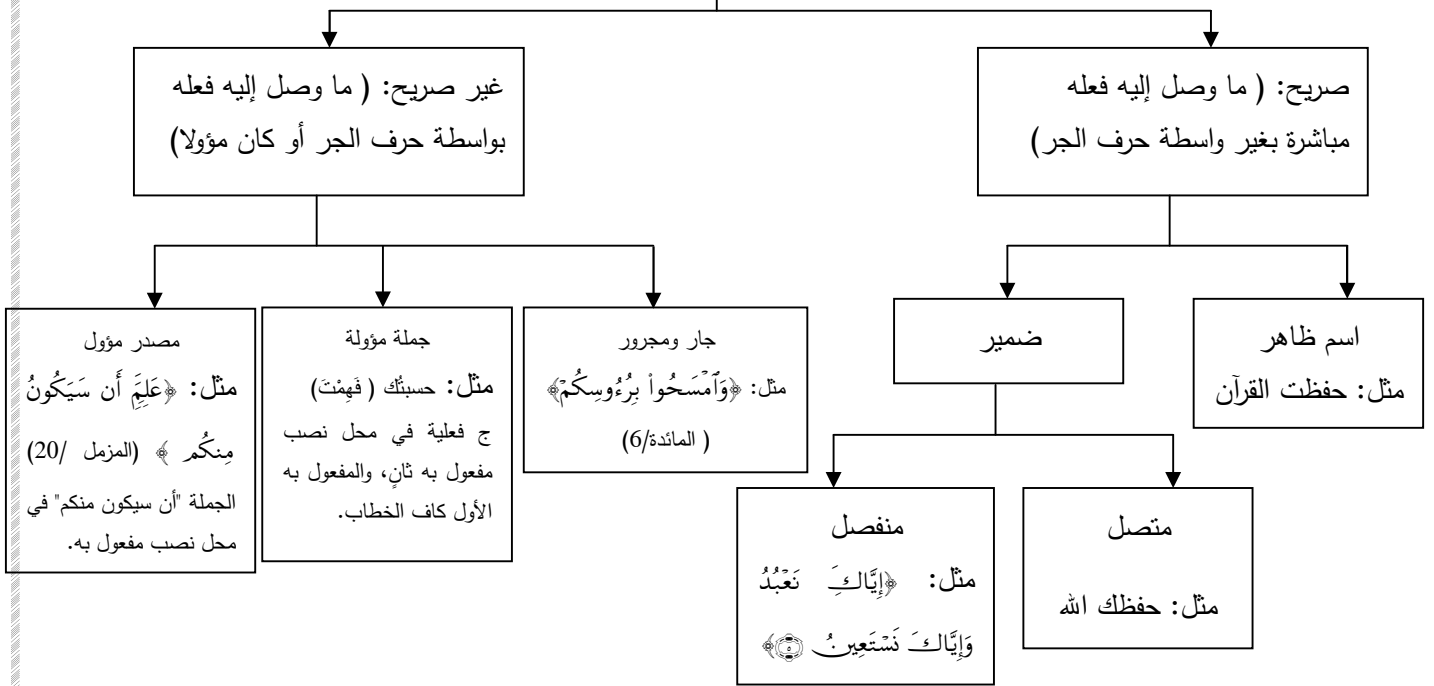 صريح: ( ما وصل إليه فعله
مباشرة بغير واسطة حرف الجر)
غير صريح: ( ما وصل إليه فعله
بواسطة حرف الجر أو كان مؤولا)
اسم ظاهر
مثل: حفظت القرآن
ضمير
متصل
مثل: حفظك الله
منفصل
مثل: ﴿إِيَّاكَ نَعۡبُدُ
وَإِيَّاكَ نَسۡتَعِينُ ۝٥﴾
جار ومجرور
مثل: ﴿وَٱمۡسَحُواْ بِرُءُوسِكُمۡ﴾
( المائدة/6)
جملة مؤولة
مثل: حسبتُك ( فَهِمْتَ)
ج فعلية في محل نصب
مفعول به ثانٍ، والمفعول به
الأول كاف الخطاب.
مصدر مؤول
مثل: ﴿عَلِمَ أَن سَيَكُونُ
مِنكُم ﴾ (المزمل /20)
الجملة "أن سيكون منكم" في
محل نصب مفعول به.